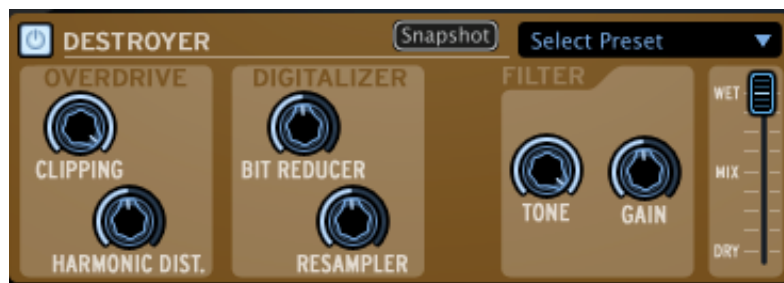 DESTROYER
Snapshot
Select Preset
OVERDRIVE
CLIPPING
HARMONIC DIST.
DIGITALIZER
BIT REDUCER
RESAMPLER
FILTER
TONE
GAIN
WET
MIX
DRY